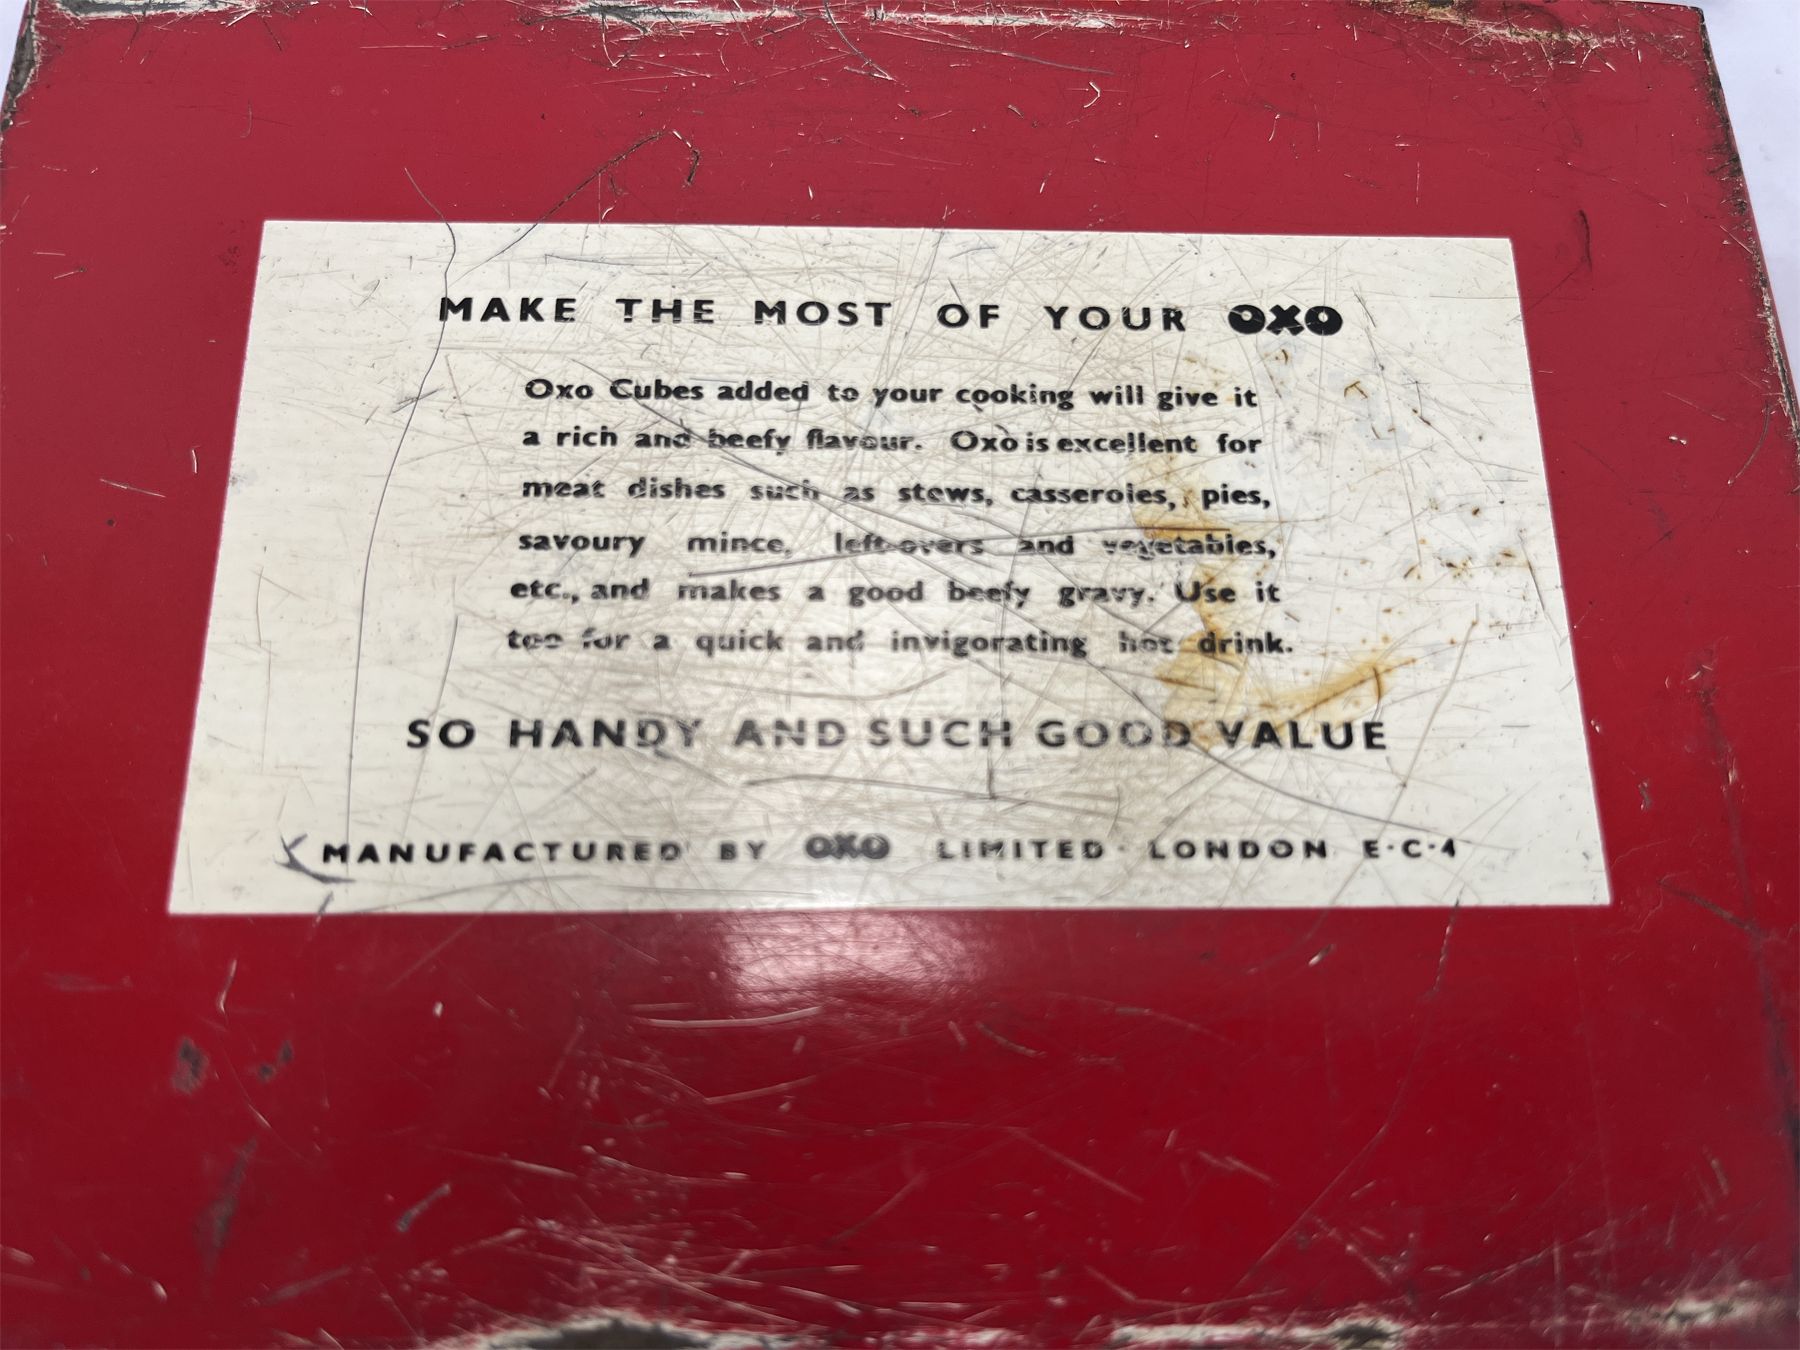 MAKE THE MOST OF YOUR OXO
Oxo Cubes added to your cooking will give it
a rich and beefy flavour. Oxo is excellent for
meat dishes such as stews, casseroles, pies,
savoury mince, left-overs and vegetables,
etc., and makes a good beefy gravy. Use it
too for a quick and invigorating hot drink.
SO HANDY AND SUCH GOOD VALUE
MANUFACTURED BY OXO LIMITED · LONDON E·C·4